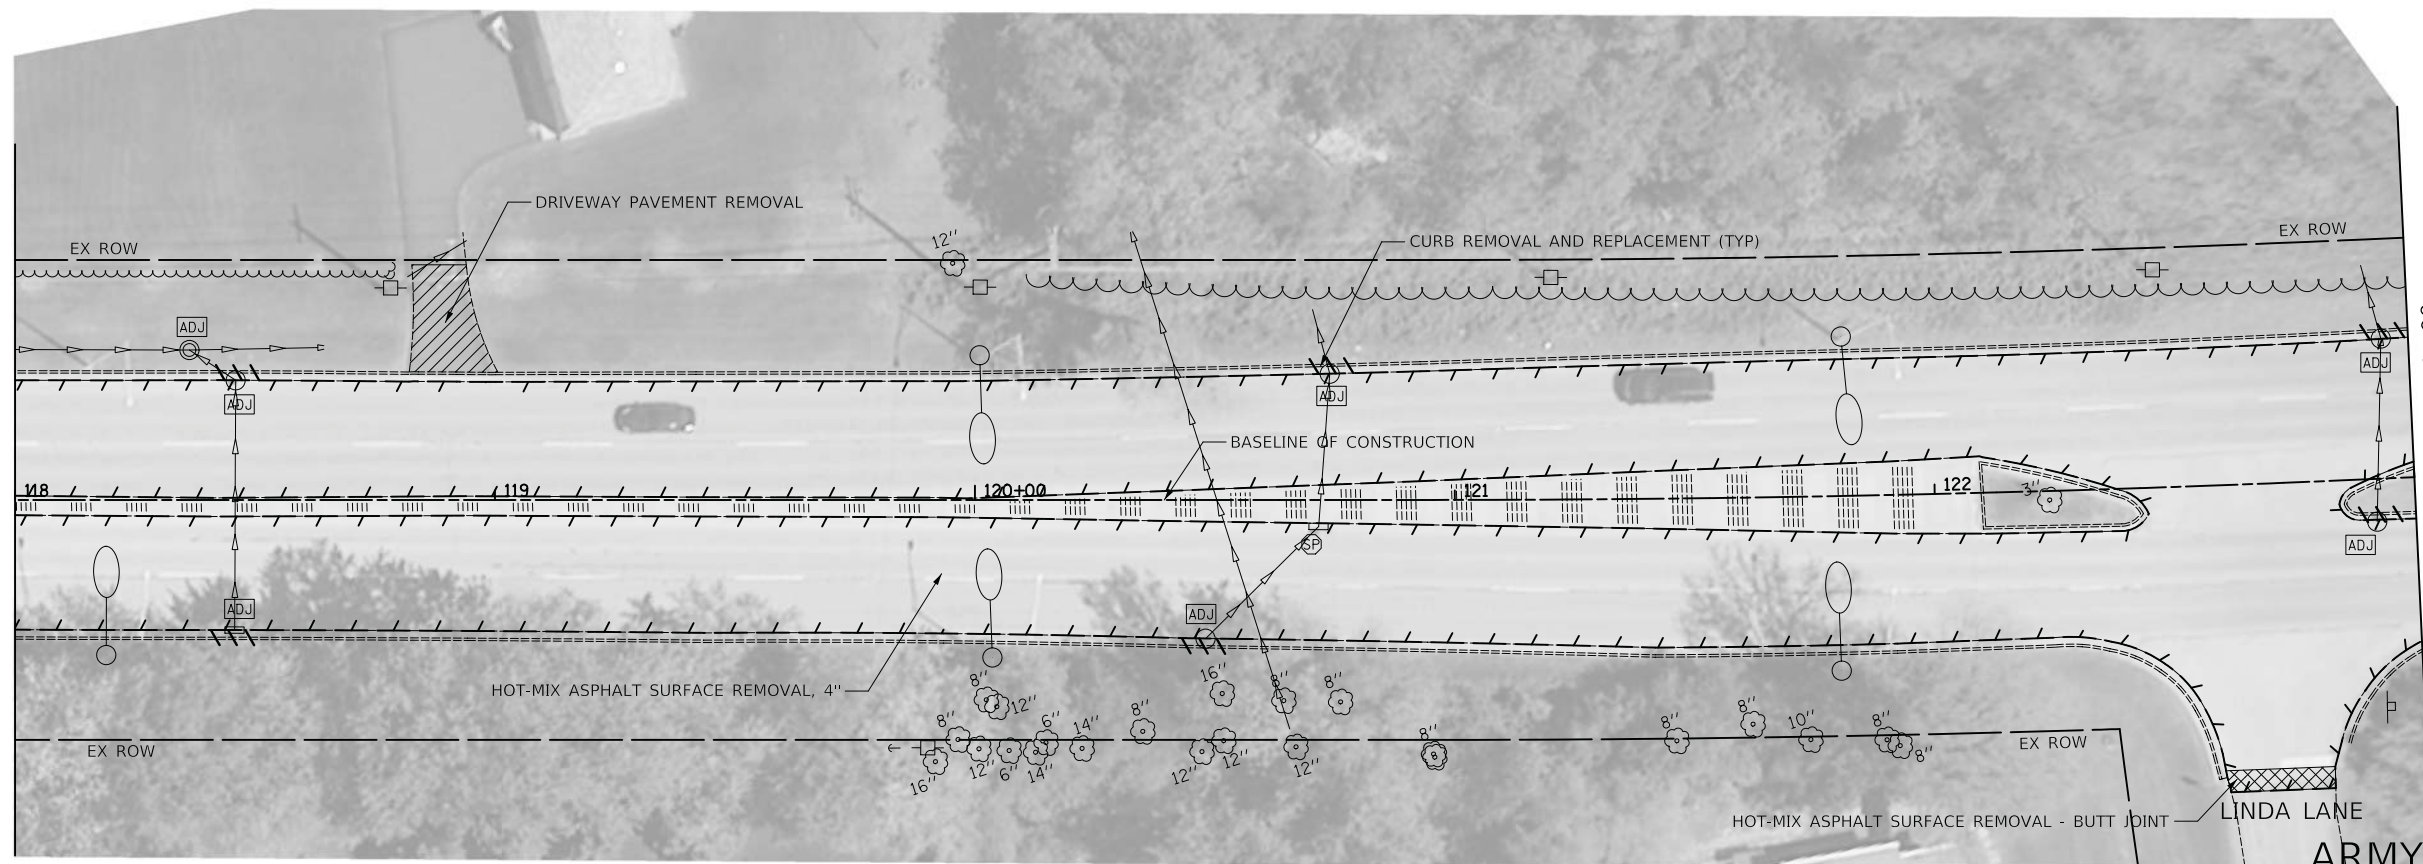 DRIVEWAY PAVEMENT REMOVAL
EX ROW
12"
CURB REMOVAL AND REPLACEMENT (TYP)
EX ROW
ADJ
ADJ
ADJ
ADJ
BASELINE OF CONSTRUCTION
118
119
120+00
121
122
3"
SP
ADJ
ADJ
ADJ
HOT-MIX ASPHALT SURFACE REMOVAL, 4"
16"
8"
8"
12"
8"
6"
14"
8"
8"
8"
8"
10"
8"
8"
EX ROW
16"
12"
6"
14"
12"
12"
12"
EX ROW
HOT-MIX ASPHALT SURFACE REMOVAL - BUTT JOINT
LINDA LANE
ARMY